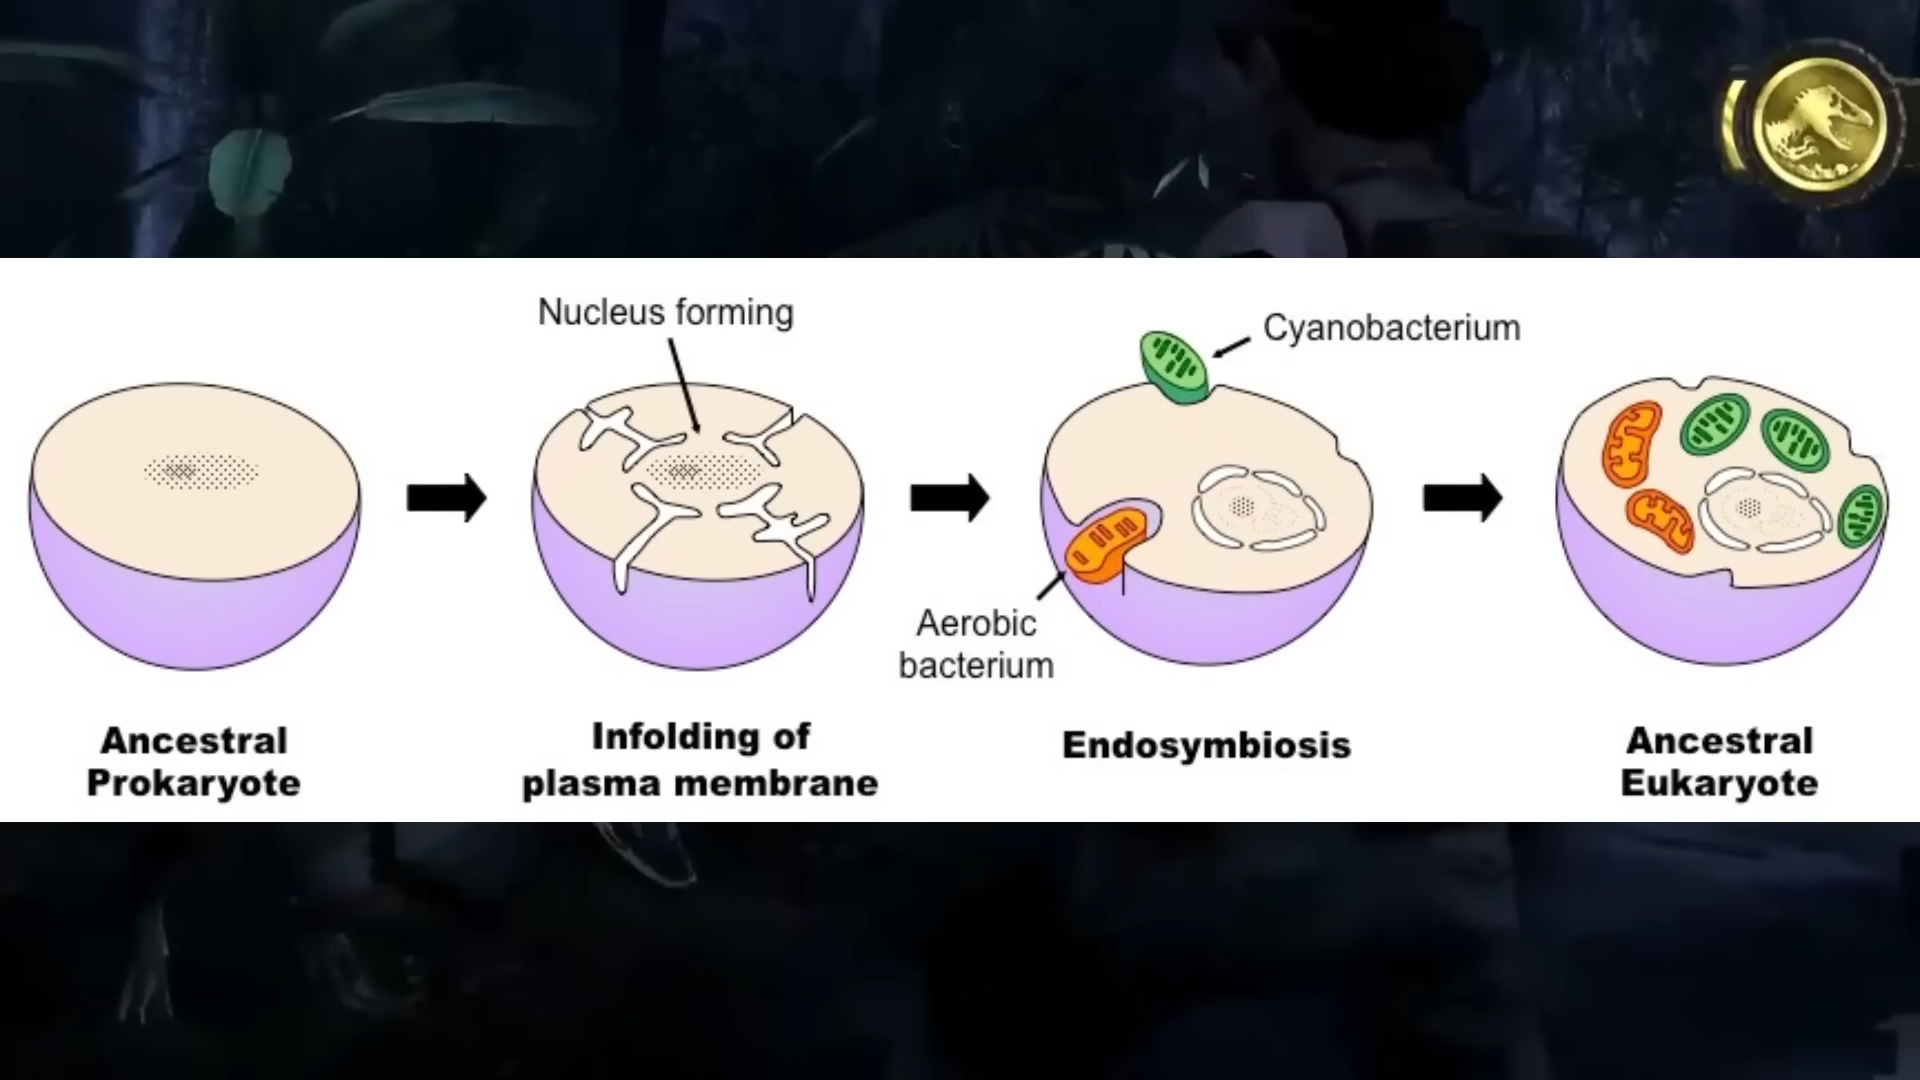 Nucleus forming
Cyanobacterium
Aerobic
bacterium
Ancestral
Prokaryote
Infolding of
plasma membrane
Endosymbiosis
Ancestral
Eukaryote